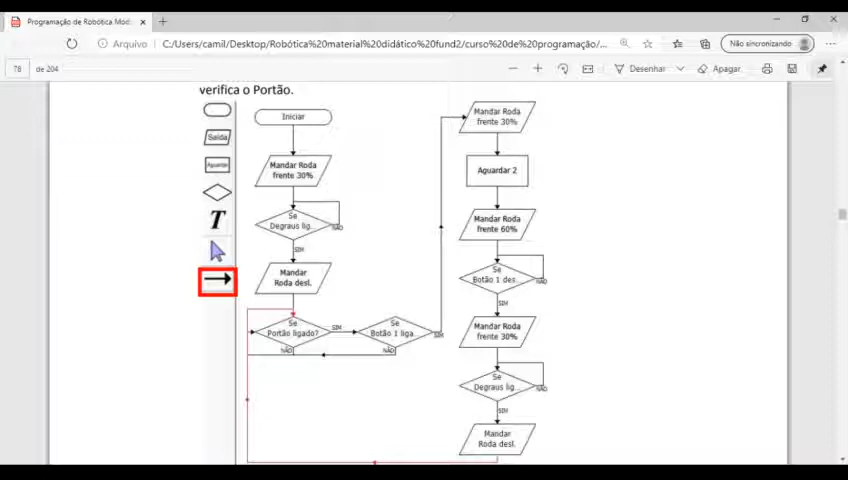 Programação de Robótica Mod
Arquivo
C:/Users/camil/Desktop/Robótica%20material%20didático%20fund2/curso%20de%20programação/...
Não sincronizando
78
de 204
Desenhar
Apagar
verifica o Portão.
Saída
Aguardar
T
Iniciar
Mandar Roda
frente 30%
Se
Degraus lig...
NÃO
SIM
Mandar
Roda desl.
Se
Portão ligado?
SIM
NÃO
Se
Botão 1 liga...
SIM
NÃO
Mandar Roda
frente 30%
Aguardar 2
Mandar Roda
frente 60%
Se
Botão 1 des...
NÃO
SIM
Mandar Roda
frente 30%
Se
Degraus lig...
NÃO
SIM
Mandar
Roda desl.